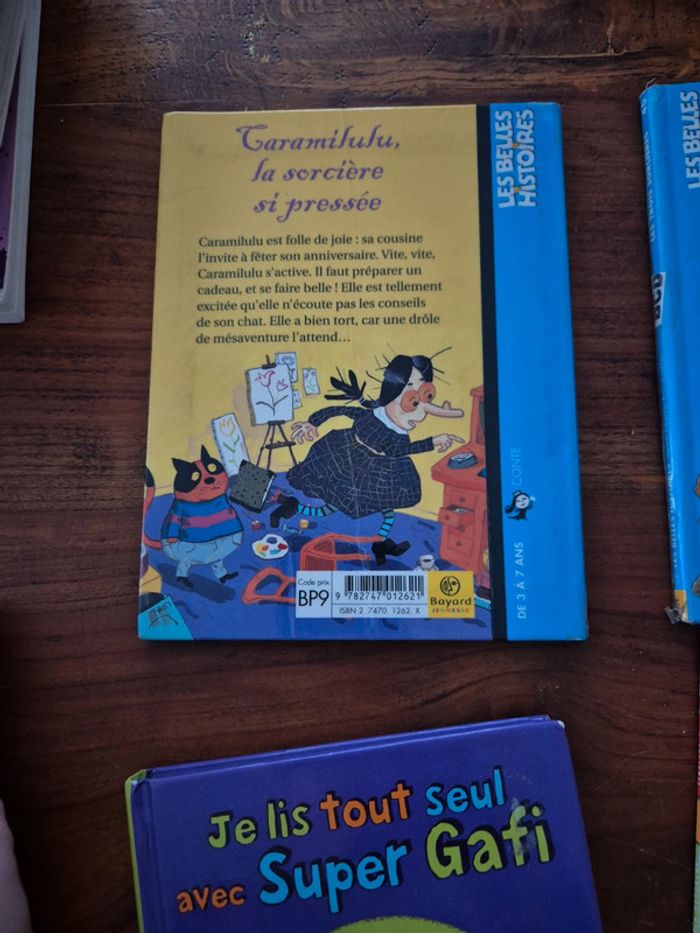 Caramilulu,
la sorcière
si pressée
Caramilulu est folle de joie : sa cousine
l'invite à fêter son anniversaire. Vite, vite,
Caramilulu s'active. Il faut préparer un
cadeau, et se faire belle ! Elle est tellement
excitée qu'elle n'écoute pas les conseils
de son chat. Elle a bien tort, car une drôle
de mésaventure l'attend...
Code prix
BP9
9 782747 012621
ISBN 2. 7470. 1262. X
Bayard
JEUNESSE
LES BELLES
HISTOIRES
CONTE
DE 3 À 7 ANS
LES BELLES
BCD
Je lis tout seul
avec Super Gafi